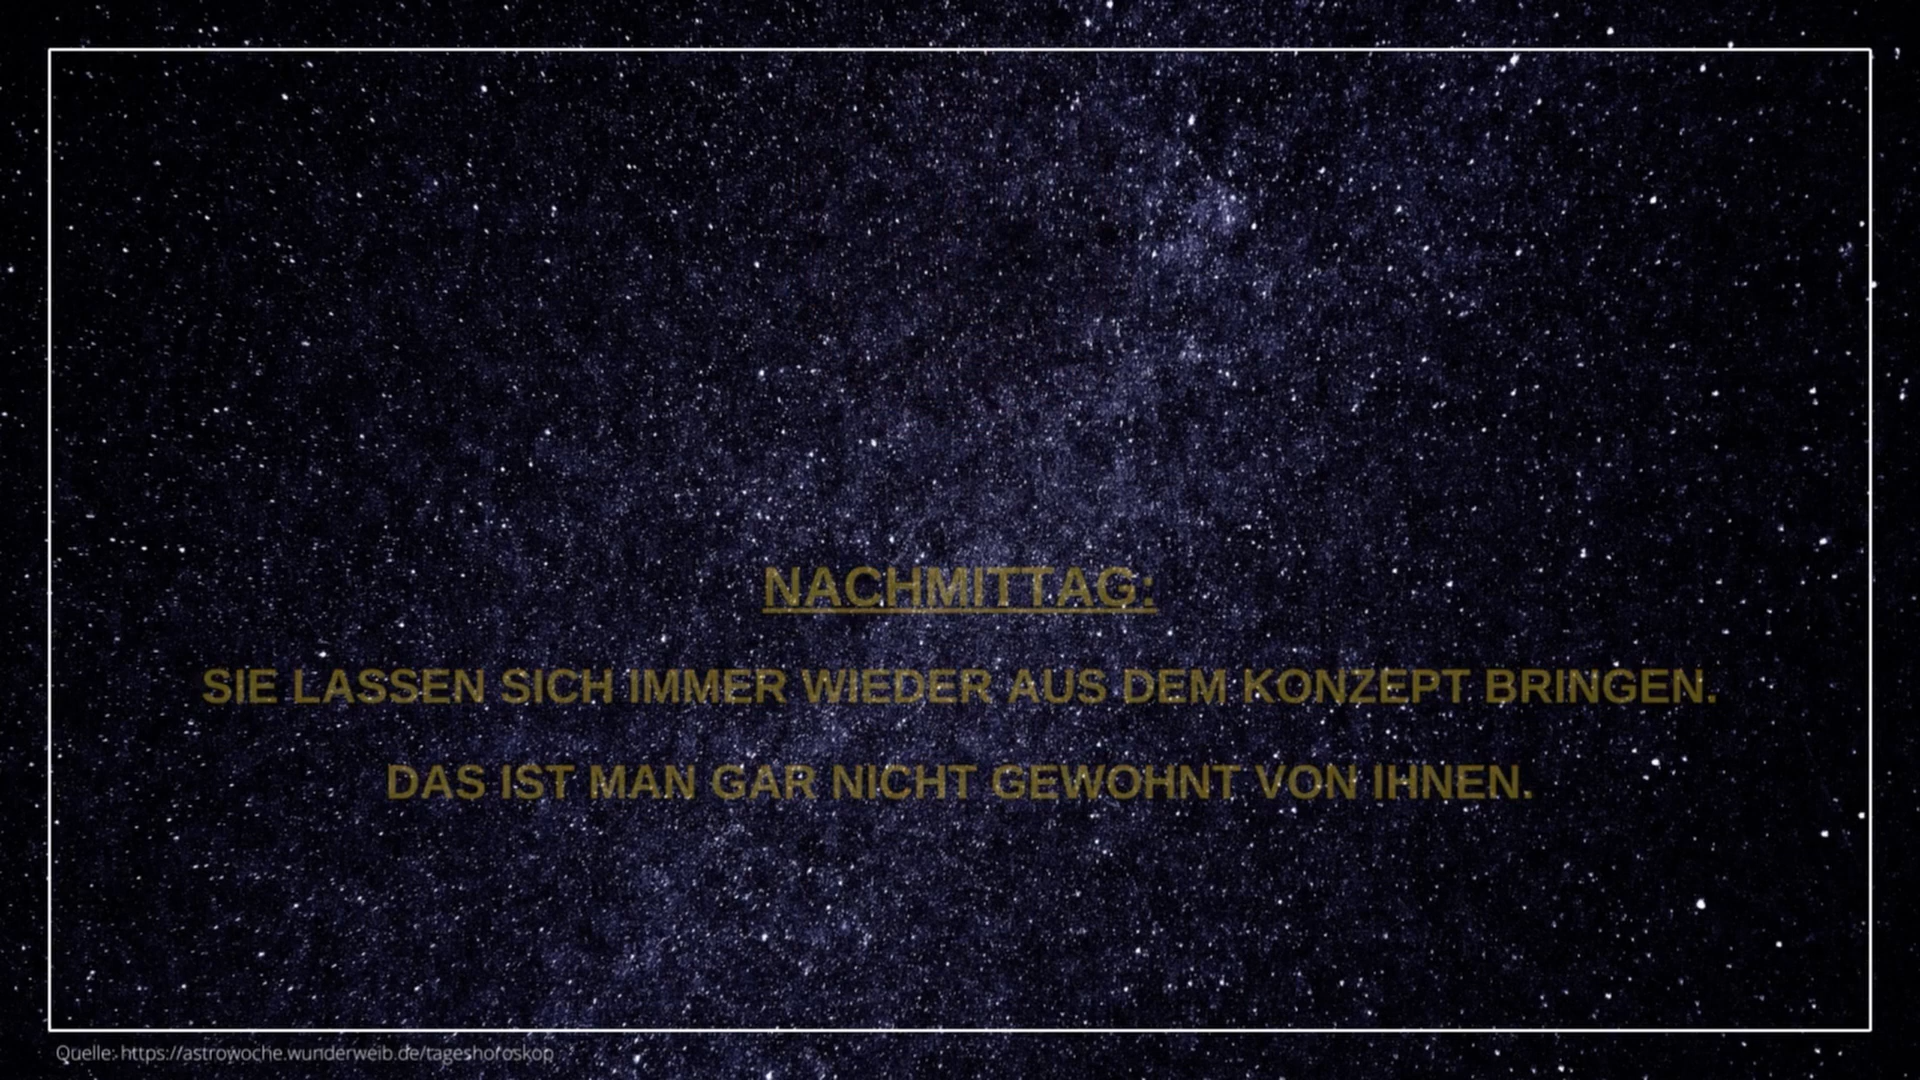 NACHMITTAG:
SIE LASSEN SICH IMMER WIEDER AUS DEM KONZEPT BRINGEN.
DAS IST MAN GAR NICHT GEWOHNT VON IHNEN.
Quelle: https://astrowoche.wunderweib.de/tageshoroskop